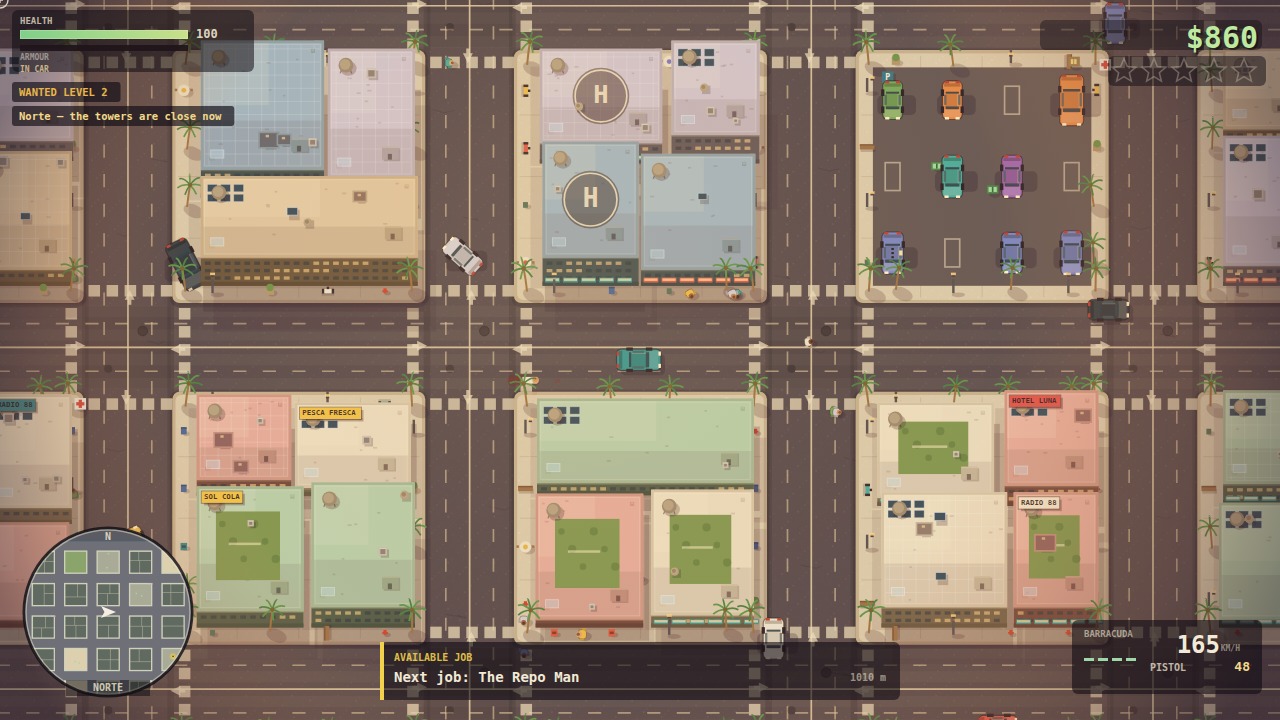 HEALTH
100
ARMOUR
IN CAR
WANTED LEVEL 2
Norte — the towers are close now
$860
H
H
P
RADIO 88
PESCA FRESCA
SOL COLA
HOTEL LUNA
RADIO 88
N
NORTE
AVAILABLE JOB
Next job: The Repo Man
1010 m
BARRACUDA
165 KM/H
PISTOL
48